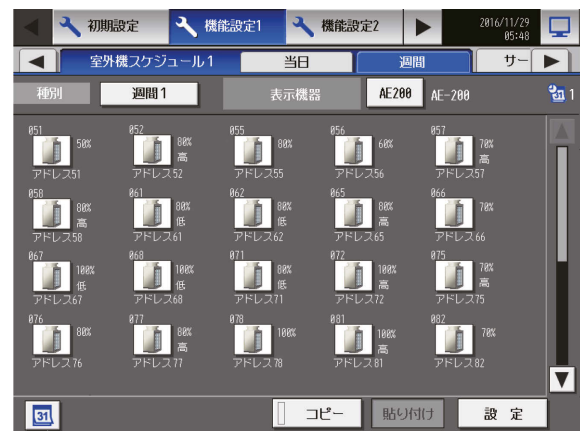 初期設定 機能設定1 機能設定2 2016/11/29
05:48
室外機スケジュール1 当日 週間 サー
種別 週間1 表示機器 AE200 AE-200 31 1
051 052 055 056 057
50% 80% 80% 60% 70%
高 高
アドレス51 アドレス52 アドレス55 アドレス56 アドレス57
058 061 062 065 066
80% 80% 80% 80% 70%
高 低 低 高
アドレス58 アドレス61 アドレス62 アドレス65 アドレス66
067 068 071 072 075
100% 100% 80% 100% 70%
低 低 低 高 高
アドレス67 アドレス68 アドレス71 アドレス72 アドレス75
076 077 078 081 082
80% 80% 100% 100% 70%
高 高
アドレス76 アドレス77 アドレス78 アドレス81 アドレス82
31 コピー 貼り付け 設 定